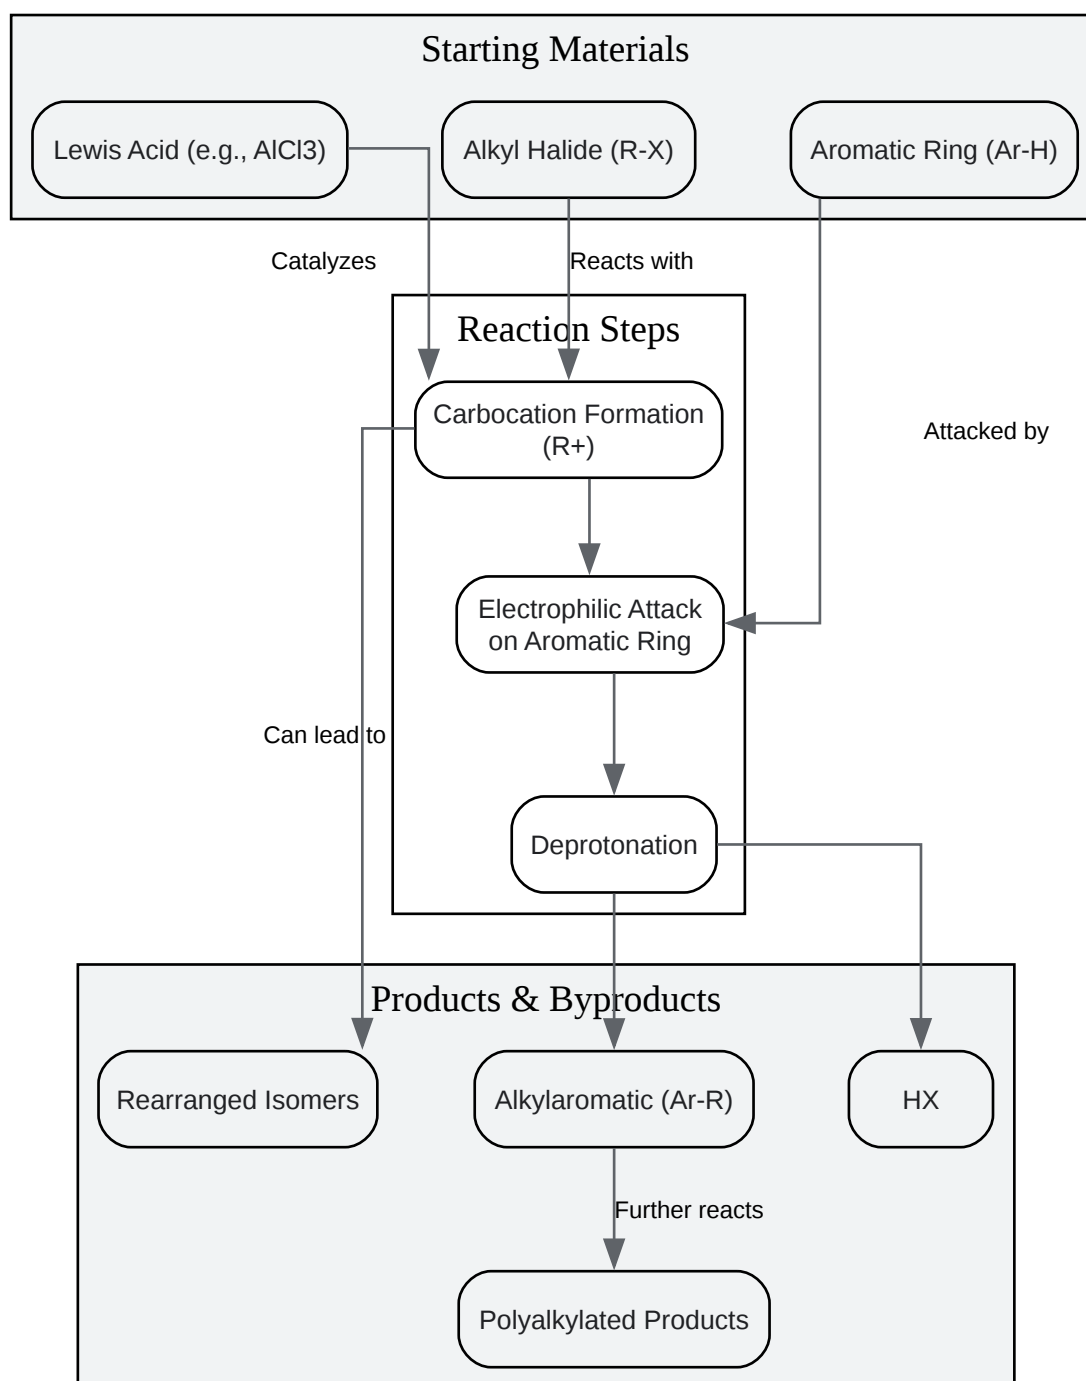 Starting Materials
Lewis Acid (e.g., AlCl3)
Alkyl Halide (R-X)
Aromatic Ring (Ar-H)
Catalyzes
Reacts with
Reaction Steps
Carbocation Formation
(R+)
Attacked by
Electrophilic Attack
on Aromatic Ring
Can lead to
Deprotonation
Products & Byproducts
Rearranged Isomers
Alkylaromatic (Ar-R)
HX
Further reacts
Polyalkylated Products